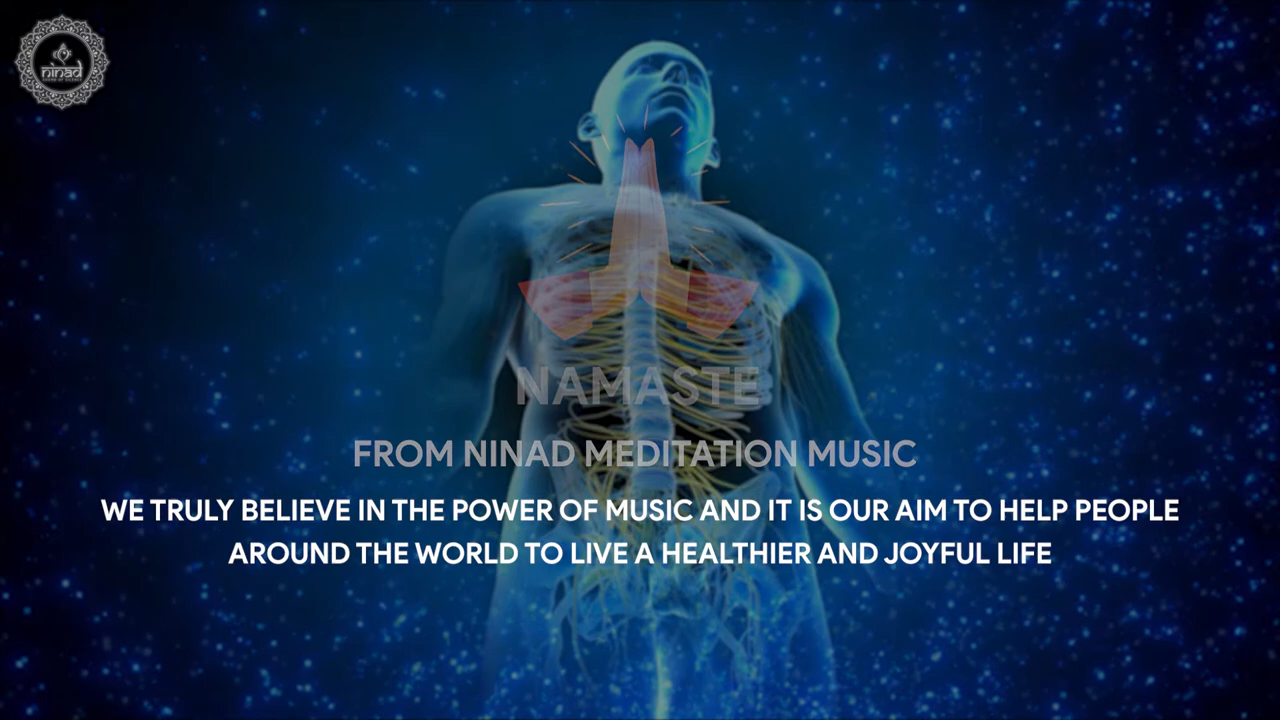 ninad
NAMASTE
FROM NINAD MEDITATION MUSIC
WE TRULY BELIEVE IN THE POWER OF MUSIC AND IT IS OUR AIM TO HELP PEOPLE
AROUND THE WORLD TO LIVE A HEALTHIER AND JOYFUL LIFE